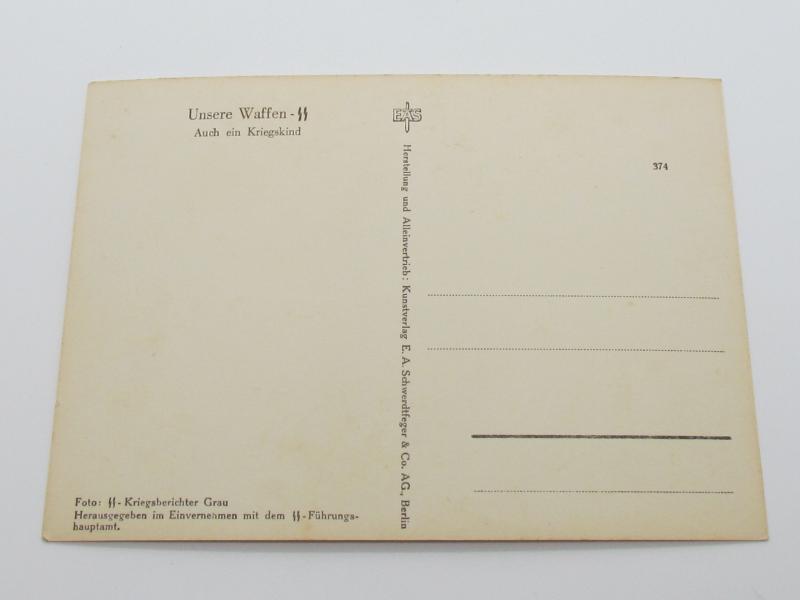 Unsere Waffen-ᛋᛋ
Auch ein Kriegskind
EAS
Herstellung und Alleinvertrieb: Kunstverlag E. A. Schwerdtfeger & Co. AG., Berlin
374
Foto: ᛋᛋ-Kriegsberichter Grau
Herausgegeben im Einvernehmen mit dem ᛋᛋ-Führungs-
hauptamt.